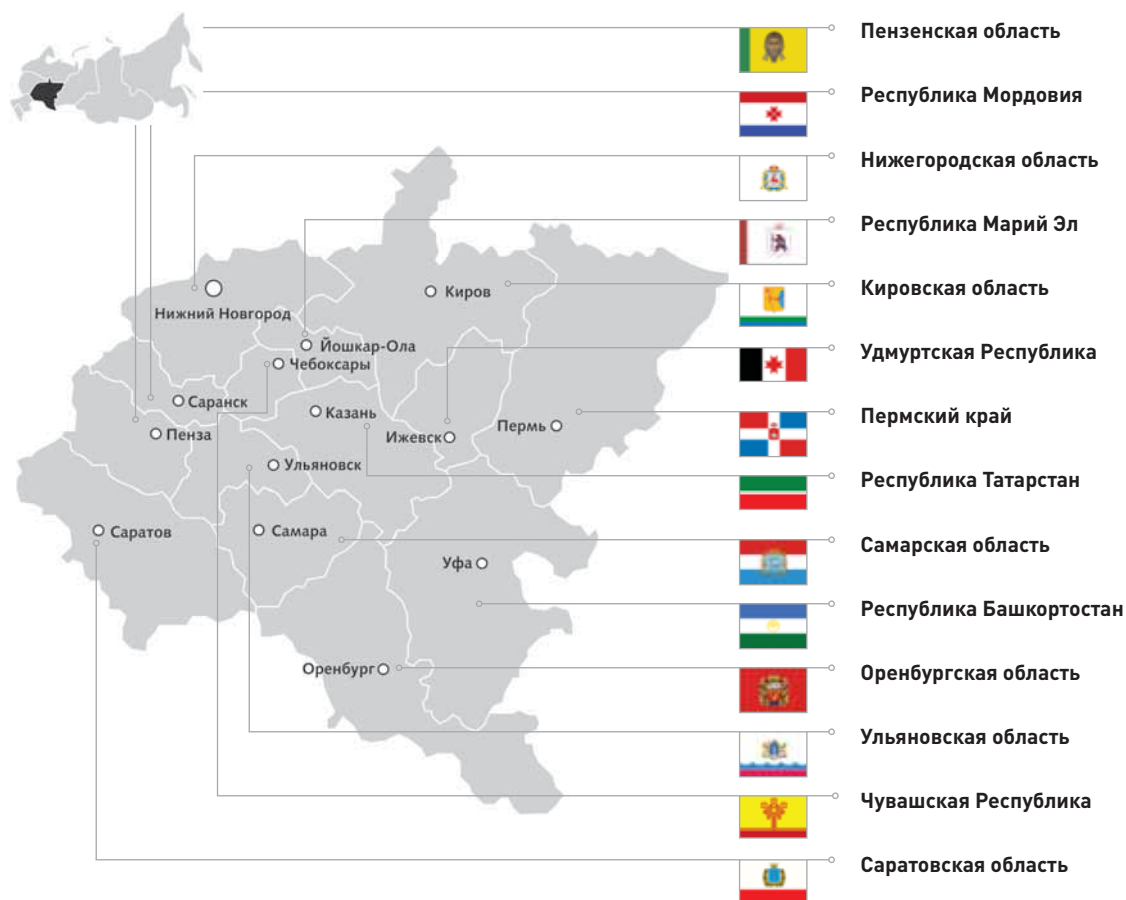 Пензенская область
Республика Мордовия
Нижегородская область
Республика Марий Эл
Кировская область
Удмуртская Республика
Пермский край
Республика Татарстан
Самарская область
Республика Башкортостан
Оренбургская область
Ульяновская область
Чувашская Республика
Саратовская область
Киров
Нижний Новгород
Йошкар-Ола
Чебоксары
Саранск
Казань
Пермь
Пенза
Ижевск
Ульяновск
Саратов
Самара
Уфа
Оренбург